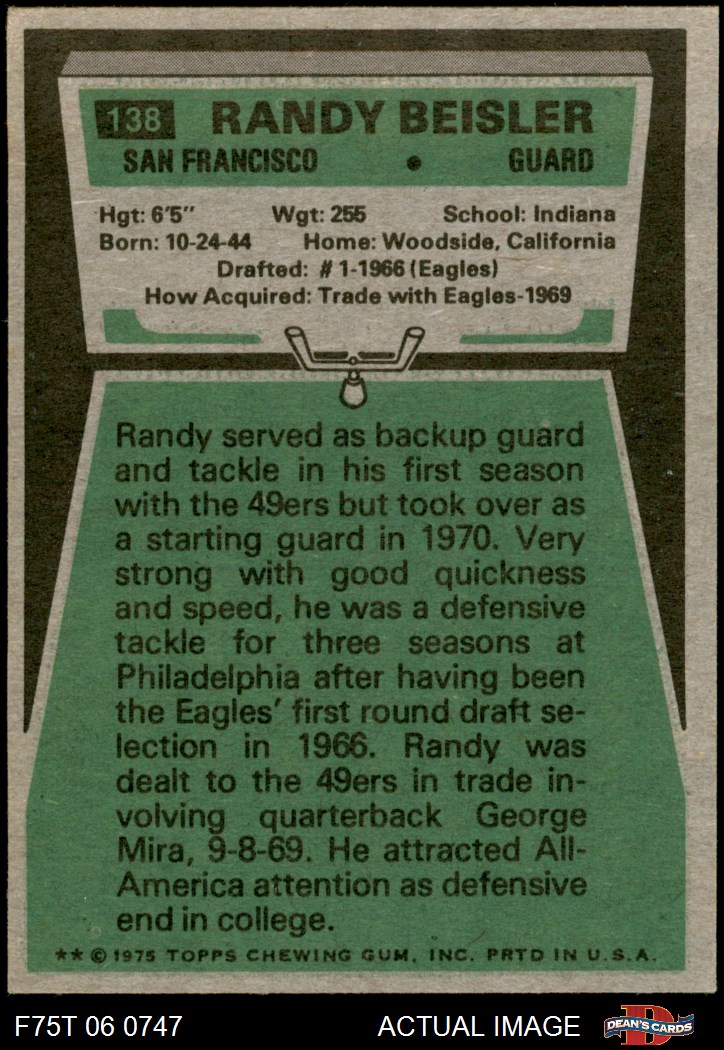 138 RANDY BEISLER
SAN FRANCISCO • GUARD
Hgt: 6'5" Wgt: 255 School: Indiana
Born: 10-24-44 Home: Woodside, California
Drafted: #1-1966 (Eagles)
How Acquired: Trade with Eagles-1969
Randy served as backup guard
and tackle in his first season
with the 49ers but took over as
a starting guard in 1970. Very
strong with good quickness
and speed, he was a defensive
tackle for three seasons at
Philadelphia after having been
the Eagles' first round draft se-
lection in 1966. Randy was
dealt to the 49ers in trade in-
volving quarterback George
Mira, 9-8-69. He attracted All-
America attention as defensive
end in college.
** © 1975 TOPPS CHEWING GUM, INC. PRTD IN U.S.A.
F75T 06 0747 ACTUAL IMAGE D DEAN'S CARDS